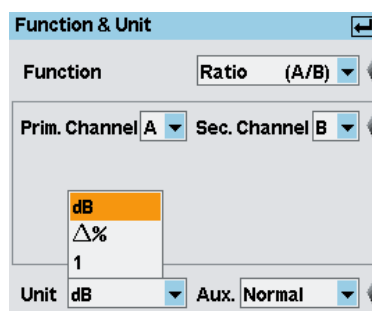 Function & Unit
Function Ratio (A/B)
Prim. Channel A Sec. Channel B
dB
△%
1
Unit dB Aux. Normal